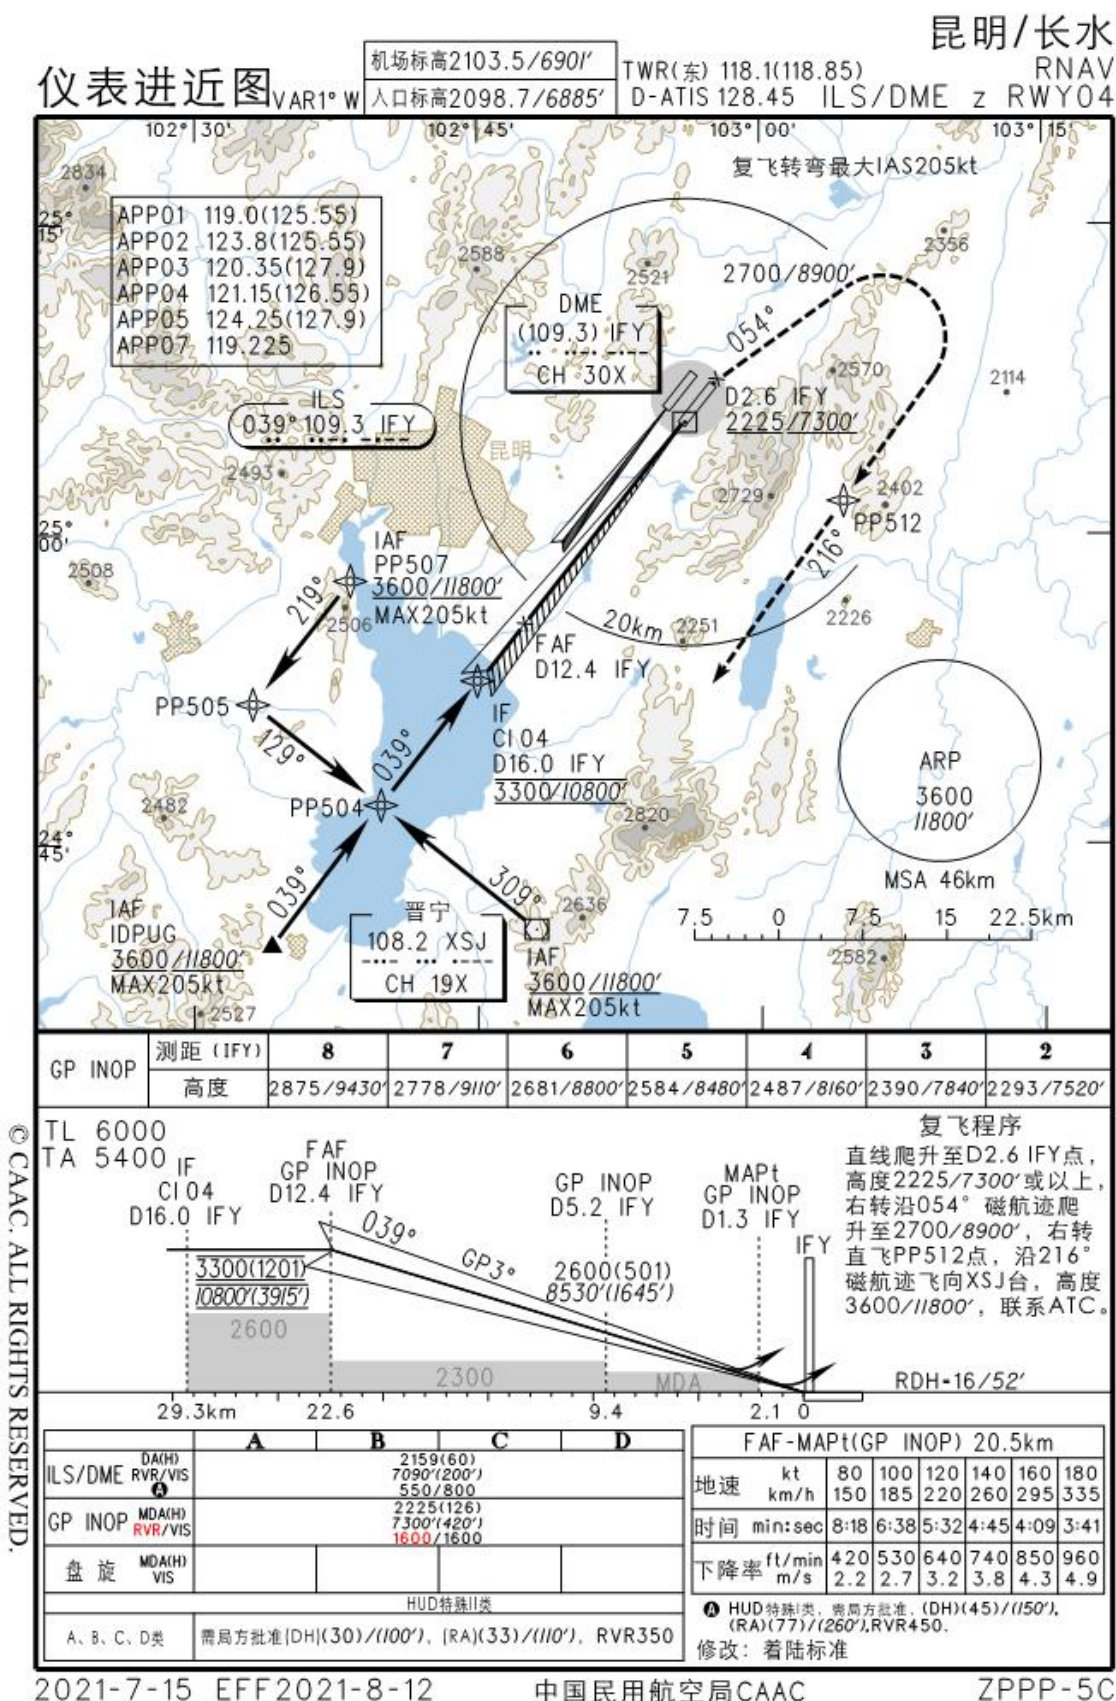 昆明/长水
仪表进近图 VAR1° W
机场标高2103.5/6901′
入口标高2098.7/6885′
TWR(东) 118.1(118.85)
D-ATIS 128.45
RNAV
ILS/DME z RWY04
102° 30′
102° 45′
103° 00′
103° 15′
复飞转弯最大IAS205kt
2834
25°
15′
APP01 119.0(125.55)
APP02 123.8(125.55)
APP03 120.35(127.9)
APP04 121.15(126.55)
APP05 124.25(127.9)
APP07 119.225
2588
2521
2356
2700/8900′
DME
(109.3) IFY
CH 30X
054°
2570
2114
ILS
039° 109.3 IFY
D2.6 IFY
2225/7300′
昆明
2493
2729
2402
PP512
25°
00′
IAF
PP507
3600/11800′
MAX205kt
216°
2508
219°
2506
20km
2251
2226
FAF
D12.4 IFY
PP505
129°
039°
IF
CI04
D16.0 IFY
3300/10800′
ARP
3600
11800′
MSA 46km
PP504
2482
2820
24°
45′
309°
039°
IAF
IDPUG
3600/11800′
MAX205kt
晋宁
108.2 XSJ
CH 19X
2636
IAF
3600/11800′
MAX205kt
7.5 0 7.5 15 22.5km
2582
2527
GP INOP
测距 (IFY) 8 7 6 5 4 3 2
高度 2875/9430′ 2778/9110′ 2681/8800′ 2584/8480′ 2487/8160′ 2390/7840′ 2293/7520′
TL 6000
TA 5400
IF
CI04
D16.0 IFY
FAF
GP INOP
D12.4 IFY
GP INOP
D5.2 IFY
MAPt
GP INOP
D1.3 IFY
IFY
039°
GP3°
3300(1201)
10800′(3915′)
2600(501)
8530′(1645′)
2600
2300
MDA
复飞程序
直线爬升至D2.6 IFY点，
高度2225/7300′或以上，
右转沿054° 磁航迹爬
升至2700/8900′，右转
直飞PP512点，沿216°
磁航迹飞向XSJ台，高度
3600/11800′，联系ATC。
RDH=16/52′
29.3km 22.6 9.4 2.1 0
A B C D
ILS/DME DA(H) RVR/VIS A
2159(60)
7090′(200′)
550/800
GP INOP MDA(H) RVR/VIS
2225(126)
7300′(420′)
1600/1600
盘旋 MDA(H) VIS
HUD特殊II类
A、B、C、D类 需局方批准(DH)(30)/(100′)，(RA)(33)/(110′)，RVR350
FAF-MAPt(GP INOP) 20.5km
地速 kt 80 100 120 140 160 180
km/h 150 185 220 260 295 335
时间 min:sec 8:18 6:38 5:32 4:45 4:09 3:41
下降率 ft/min 420 530 640 740 850 960
m/s 2.2 2.7 3.2 3.8 4.3 4.9
A HUD特殊I类，需局方批准，(DH)(45)/(150′)，
(RA)(77)/(260′),RVR450.
修改：着陆标准
© CAAC. ALL RIGHTS RESERVED.
2021-7-15 EFF2021-8-12 中国民用航空局CAAC ZPPP-5C